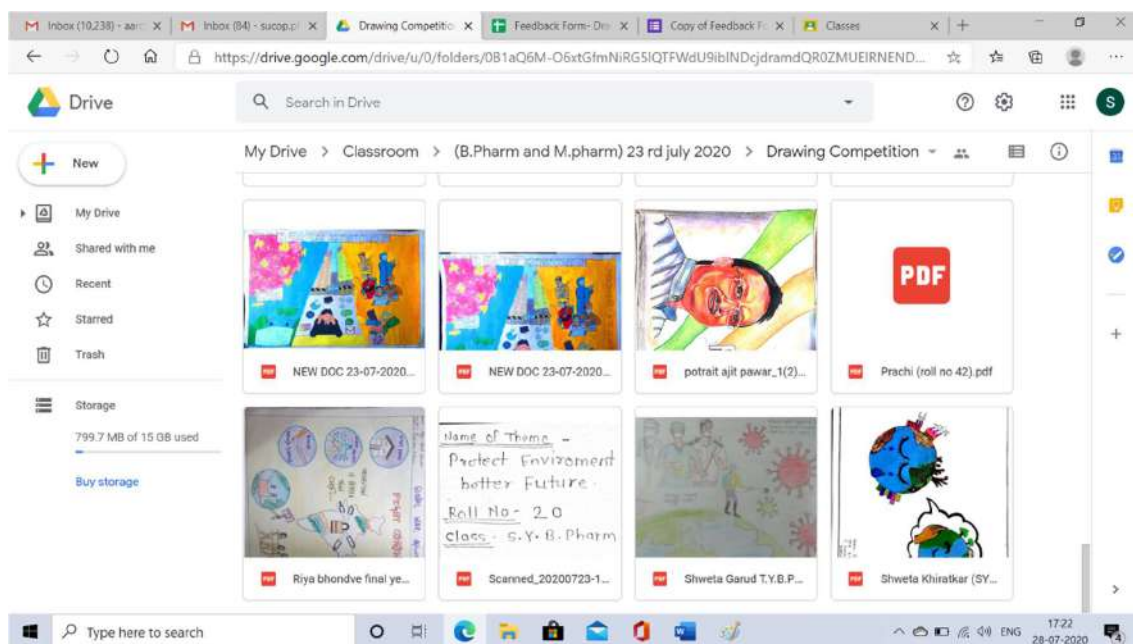 Inbox (10,238) - aar
Inbox (84) - sucop.p
Drawing Competitio
Feedback Form- Dr
Copy of Feedback F
Classes
https://drive.google.com/drive/u/0/folders/
Drive
Search in Drive
S
New
My Drive > Classroom > (B.Pharm and M.pharm) 23 rd july 2020 > Drawing Competition
My Drive
Shared with me
Recent
Starred
Trash
Storage
799.7 MB of 15 GB used
Buy storage
PDF
NEW DOC 23-07-2020...
NEW DOC 23-07-2020...
potrait ajit pawar_1(2)...
Prachi (roll no 42).pdf
Name of Theme -
Protect Enviroment
better Future.
Roll No - 20
Class - S.Y.B.Pharm
Riya bhondve final ye...
Scanned_20200723-1...
Shweta Garud T.Y.B.P...
Shweta Khiratkar (SY...
Type here to search
ENG
17:22
28-07-2020